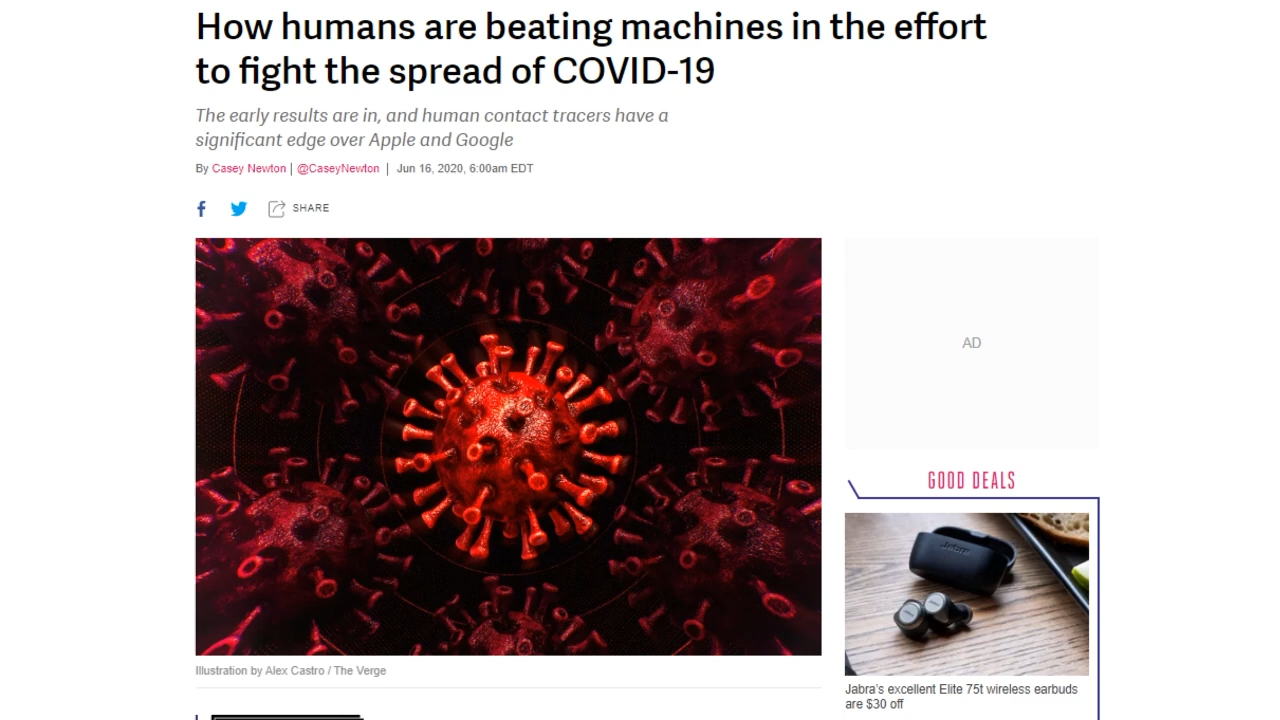 How humans are beating machines in the effort
to fight the spread of COVID-19
The early results are in, and human contact tracers have a
significant edge over Apple and Google
By Casey Newton | @CaseyNewton | Jun 16, 2020, 6:00am EDT
SHARE
AD
Illustration by Alex Castro / The Verge
GOOD DEALS
Jabra
Jabra's excellent Elite 75t wireless earbuds
are $30 off